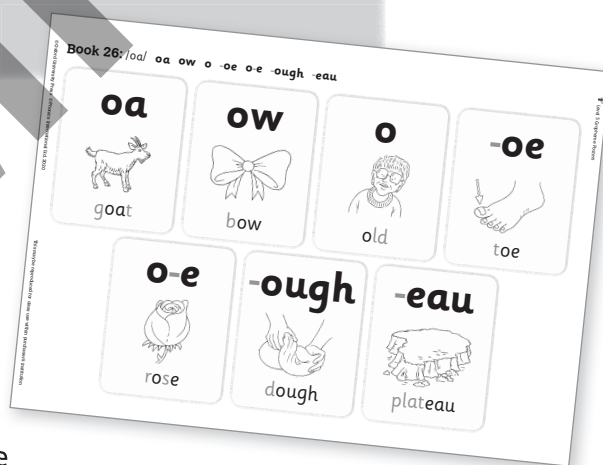 Book 26: /oa/ oa ow o -oe o-e -ough -eau
oa
goat
ow
bow
o
old
-oe
toe
o-e
rose
-ough
dough
-eau
plateau
e